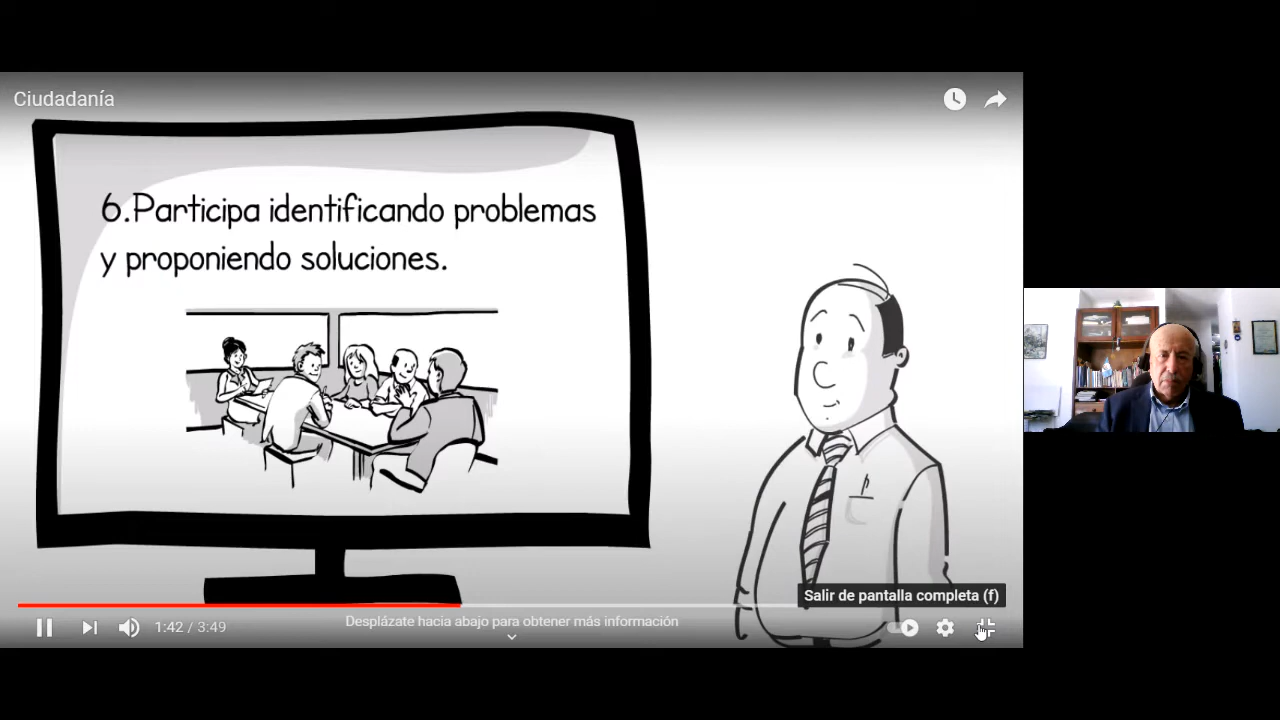 Ciudadanía
6.Participa identificando problemas
y proponiendo soluciones.
Salir de pantalla completa (f)
1:42 / 3:49
Desplázate hacia abajo para obtener más información